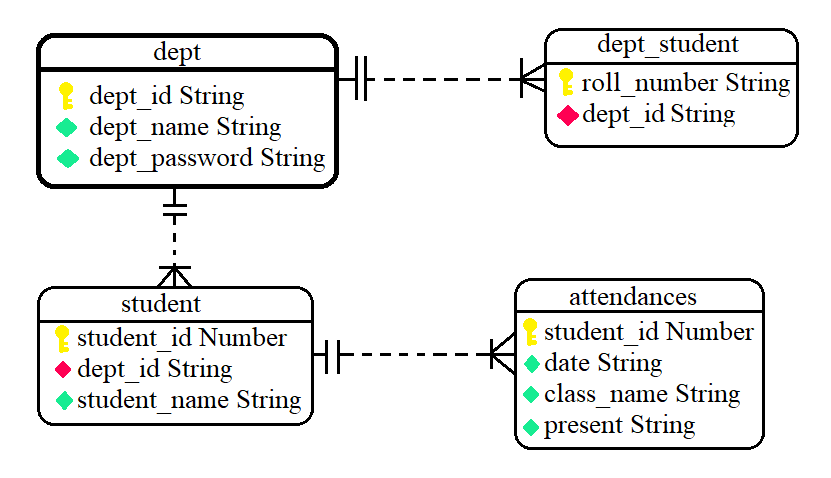 dept
dept_id String
dept_name String
dept_password String
dept_student
roll_number String
dept_id String
student
student_id Number
dept_id String
student_name String
attendances
student_id Number
date String
class_name String
present String